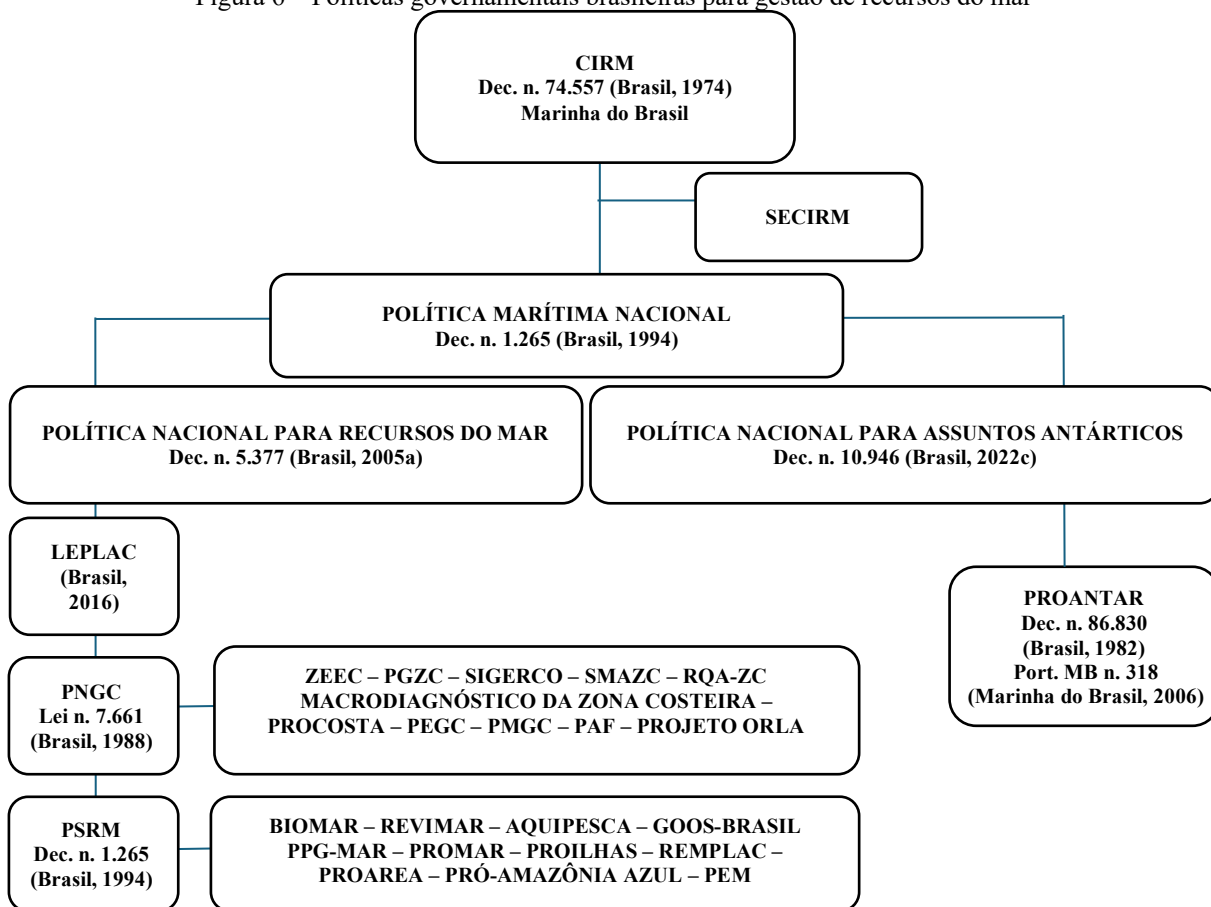 Figura 6 – Políticas governamentais brasileiras para gestão de recursos do mar
CIRM
Dec. n. 74.557 (Brasil, 1974)
Marinha do Brasil
SECIRM
POLÍTICA MARÍTIMA NACIONAL
Dec. n. 1.265 (Brasil, 1994)
POLÍTICA NACIONAL PARA RECURSOS DO MAR
Dec. n. 5.377 (Brasil, 2005a)
POLÍTICA NACIONAL PARA ASSUNTOS ANTÁRTICOS
Dec. n. 10.946 (Brasil, 2022c)
LEPLAC
(Brasil,
2016)
PROANTAR
Dec. n. 86.830
(Brasil, 1982)
Port. MB n. 318
(Marinha do Brasil, 2006)
PNGC
Lei n. 7.661
(Brasil, 1988)
ZEEC – PGZC – SIGERCO – SMAZC – RQA-ZC
MACRODIAGNÓSTICO DA ZONA COSTEIRA –
PROCOSTA – PEGC – PMGC – PAF – PROJETO ORLA
PSRM
Dec. n. 1.265
(Brasil, 1994)
BIOMAR – REVIMAR – AQUIPESCA – GOOS-BRASIL
PPG-MAR – PROMAR – PROILHAS – REMPLAC –
PROAREA – PRÓ-AMAZÔNIA AZUL – PEM